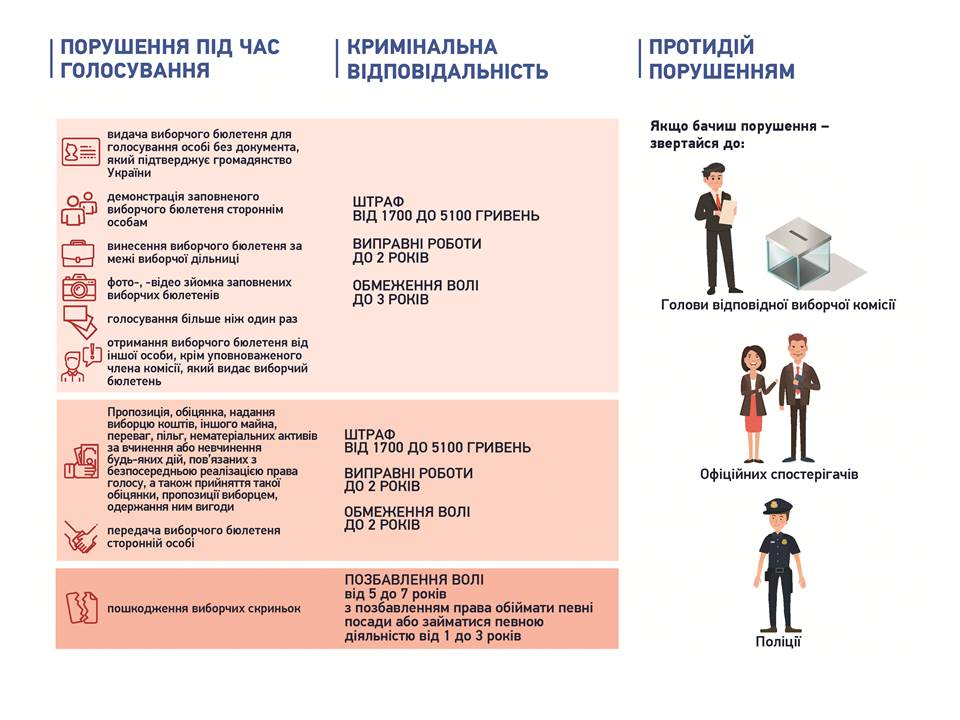 ПОРУШЕННЯ ПІД ЧАС
ГОЛОСУВАННЯ
КРИМІНАЛЬНА
ВІДПОВІДАЛЬНІСТЬ
ПРОТИДІЙ
ПОРУШЕННЯМ
видача виборчого бюлетеня для
голосування особі без документа,
який підтверджує громадянство
України
демонстрація заповненого
виборчого бюлетеня стороннім
особам
винесення виборчого бюлетеня за
межі виборчої дільниці
фото-, -відео зйомка заповнених
виборчих бюлетенів
голосування більше ніж один раз
отримання виборчого бюлетеня від
іншої особи, крім уповноваженого
члена комісії, який видає виборчий
бюлетень
ШТРАФ
ВІД 1700 ДО 5100 ГРИВЕНЬ
ВИПРАВНІ РОБОТИ
ДО 2 РОКІВ
ОБМЕЖЕННЯ ВОЛІ
ДО 3 РОКІВ
Пропозиція, обіцянка, надання
виборцю коштів, іншого майна,
переваг, пільг, нематеріальних активів
за вчинення або невчинення
будь-яких дій, пов’язаних з
безпосередньою реалізацією права
голосу, а також прийняття такої
обіцянки, пропозиції виборцем,
одержання ним вигоди
передача виборчого бюлетеня
сторонній особі
ШТРАФ
ВІД 1700 ДО 5100 ГРИВЕНЬ
ВИПРАВНІ РОБОТИ
ДО 2 РОКІВ
ОБМЕЖЕННЯ ВОЛІ
ДО 2 РОКІВ
пошкодження виборчих скриньок
ПОЗБАВЛЕННЯ ВОЛІ
від 5 до 7 років
з позбавленням права обіймати певні
посади або займатися певною
діяльністю від 1 до 3 років
Якщо бачиш порушення –
звертайся до:
Голови відповідної виборчої комісії
Офіційних спостерігачів
Поліції